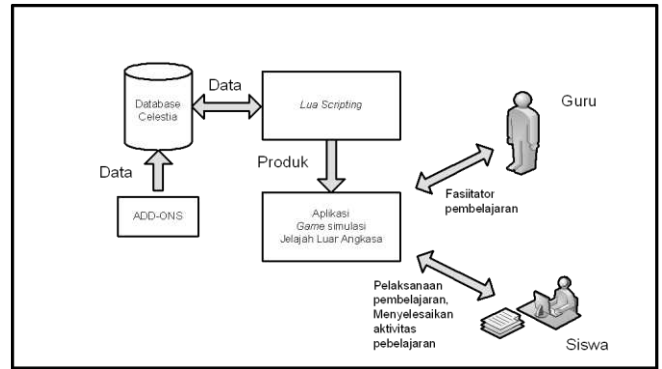 Database
Celestia
Data
Lua Scripting
Guru
Data
Produk
ADD-ONS
Aplikasi
Game simulasi
Jelajah Luar Angkasa
Fasiitator
pembelajaran
Pelaksanaan
pembelajaran,
Menyelesaikan
aktivitas
pebelajaran
Siswa